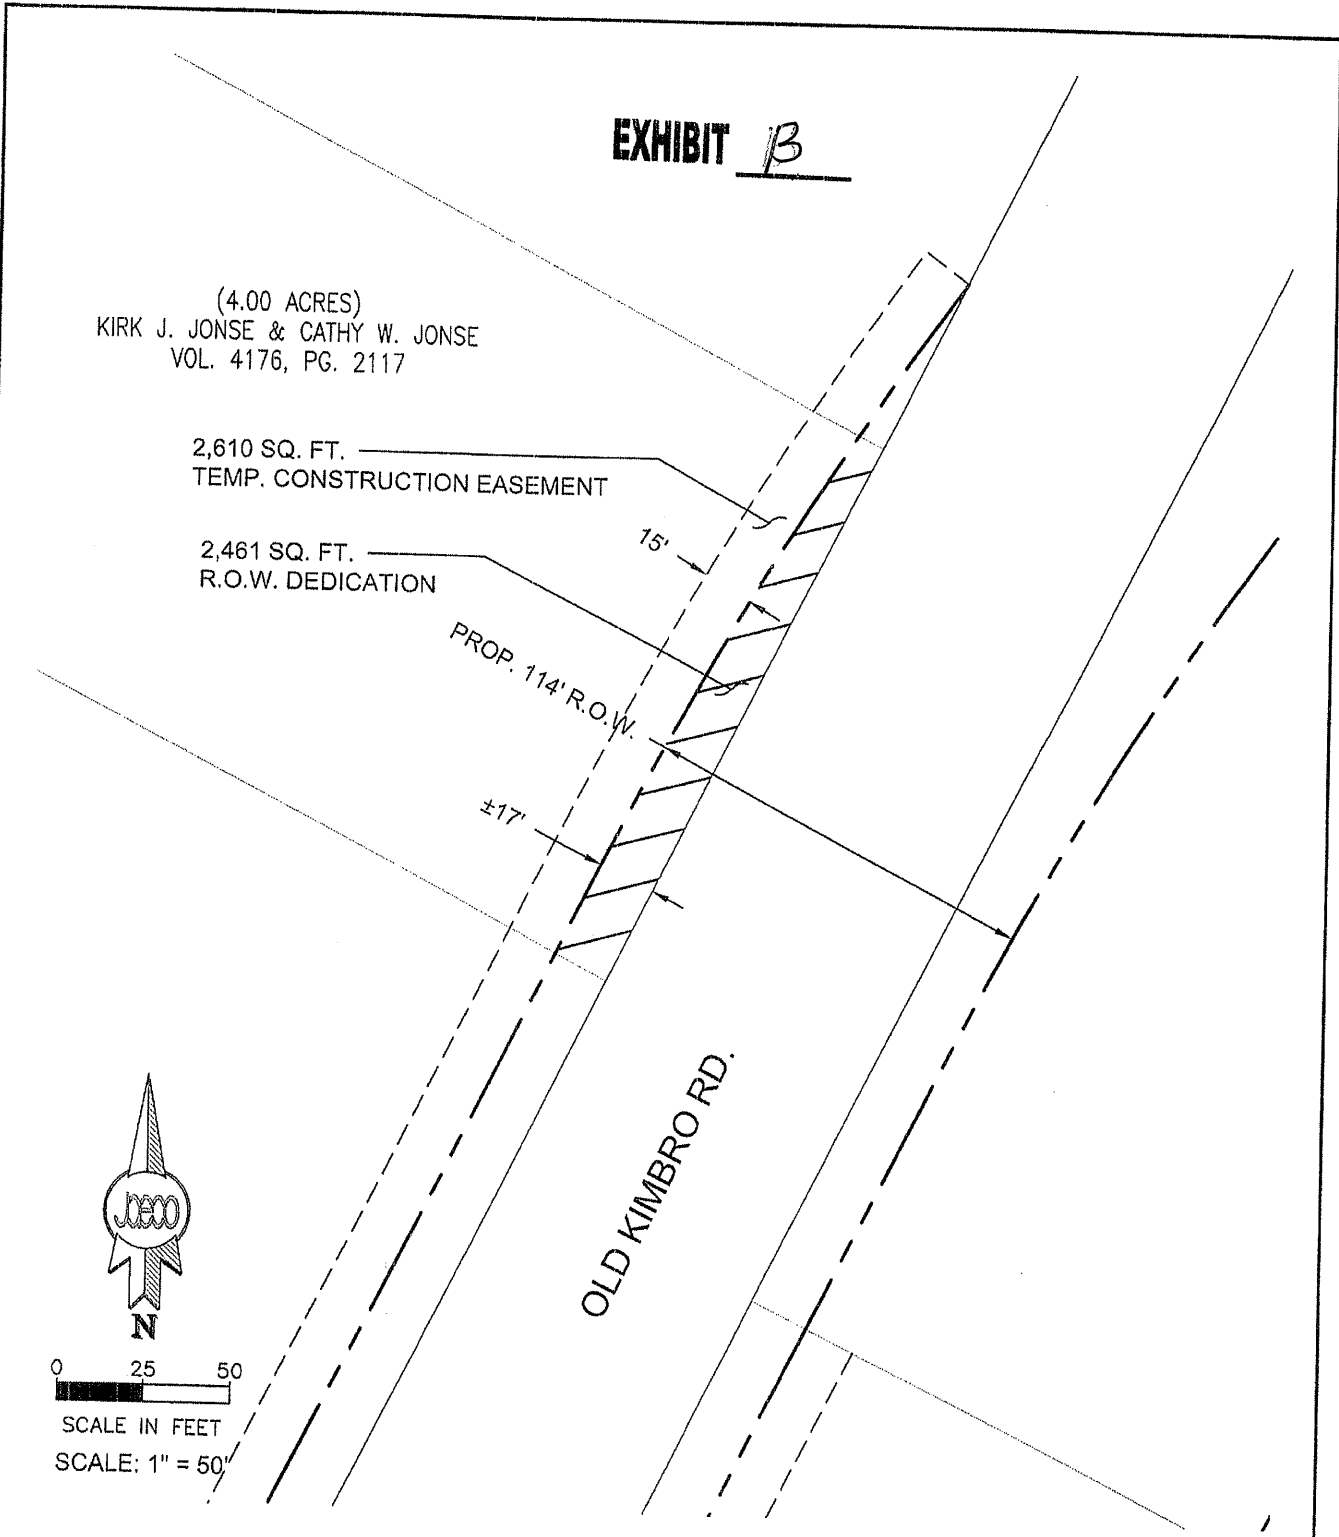 EXHIBIT B
(4.00 ACRES)
KIRK J. JONSE & CATHY W. JONSE
VOL. 4176, PG. 2117
2,610 SQ. FT.
TEMP. CONSTRUCTION EASEMENT
15'
2,461 SQ. FT.
R.O.W. DEDICATION
PROP. 114' R.O.W.
±17'
OLD KIMBRO RD.
Jaeco
N
0 25 50
SCALE IN FEET
SCALE: 1" = 50'